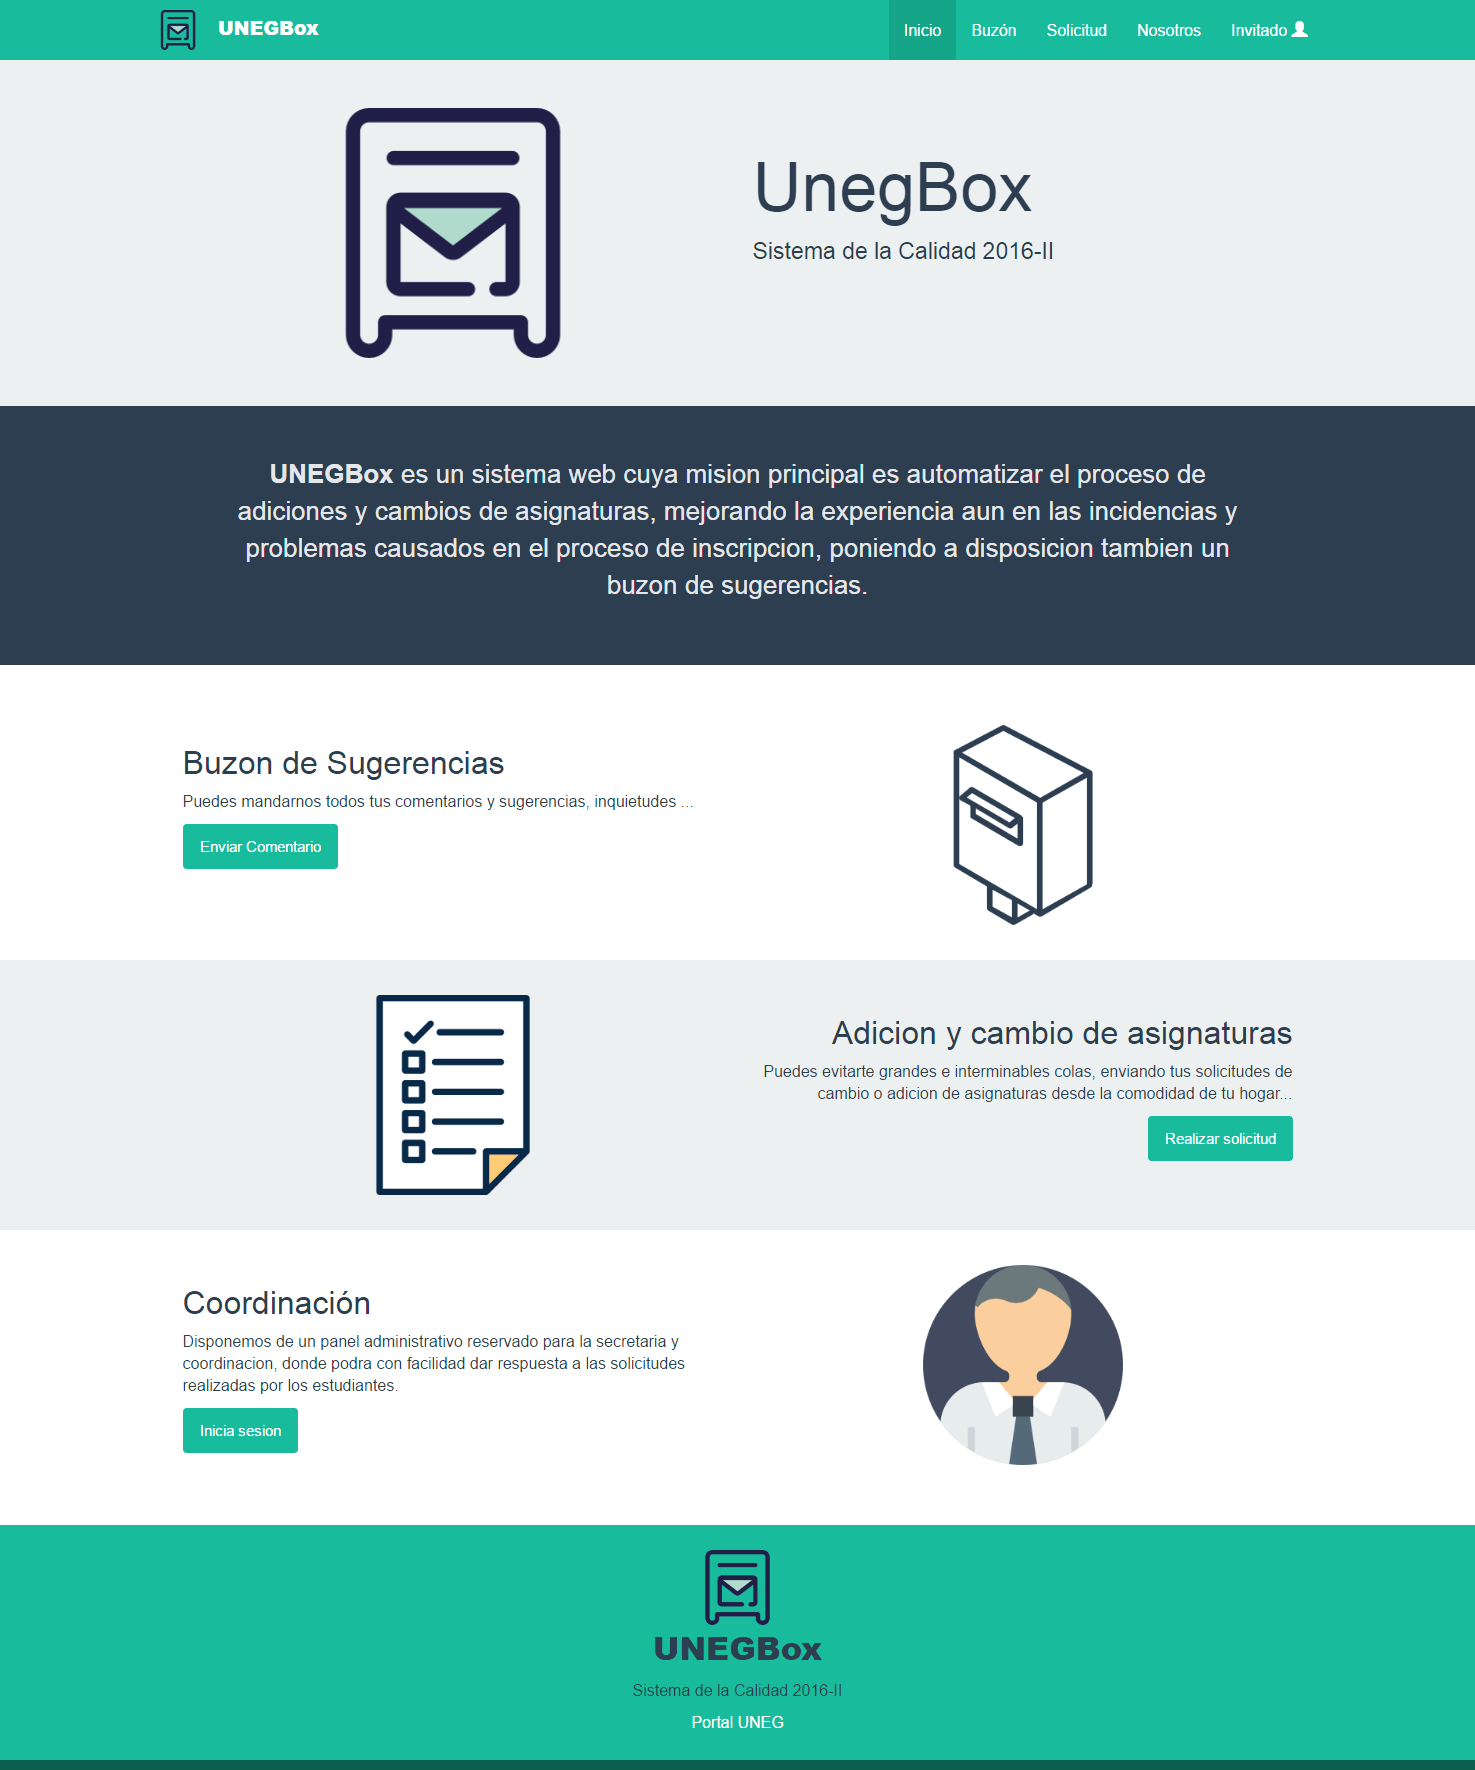 UNEGBox
Inicio
Buzón
Solicitud
Nosotros
Invitado
UnegBox
Sistema de la Calidad 2016-II
UNEGBox es un sistema web cuya mision principal es automatizar el proceso de
adiciones y cambios de asignaturas, mejorando la experiencia aun en las incidencias y
problemas causados en el proceso de inscripcion, poniendo a disposicion tambien un
buzon de sugerencias.
Buzon de Sugerencias
Puedes mandarnos todos tus comentarios y sugerencias, inquietudes ...
Enviar Comentario
Adicion y cambio de asignaturas
Puedes evitarte grandes e interminables colas, enviando tus solicitudes de
cambio o adicion de asignaturas desde la comodidad de tu hogar...
Realizar solicitud
Coordinación
Disponemos de un panel administrativo reservado para la secretaria y
coordinacion, donde podra con facilidad dar respuesta a las solicitudes
realizadas por los estudiantes.
Inicia sesion
UNEGBox
Sistema de la Calidad 2016-II
Portal UNEG